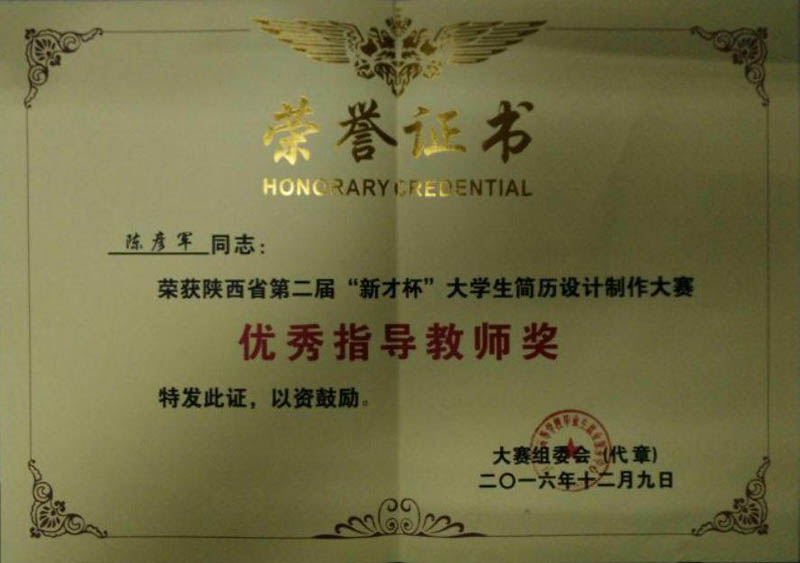 荣誉证书
HONORARY CREDENTIAL
陈彦军 同志：
荣获陕西省第二届“新才杯”大学生简历设计制作大赛
优秀指导教师奖
特发此证，以资鼓励。
大赛组委会（代章）
二〇一六年十二月九日